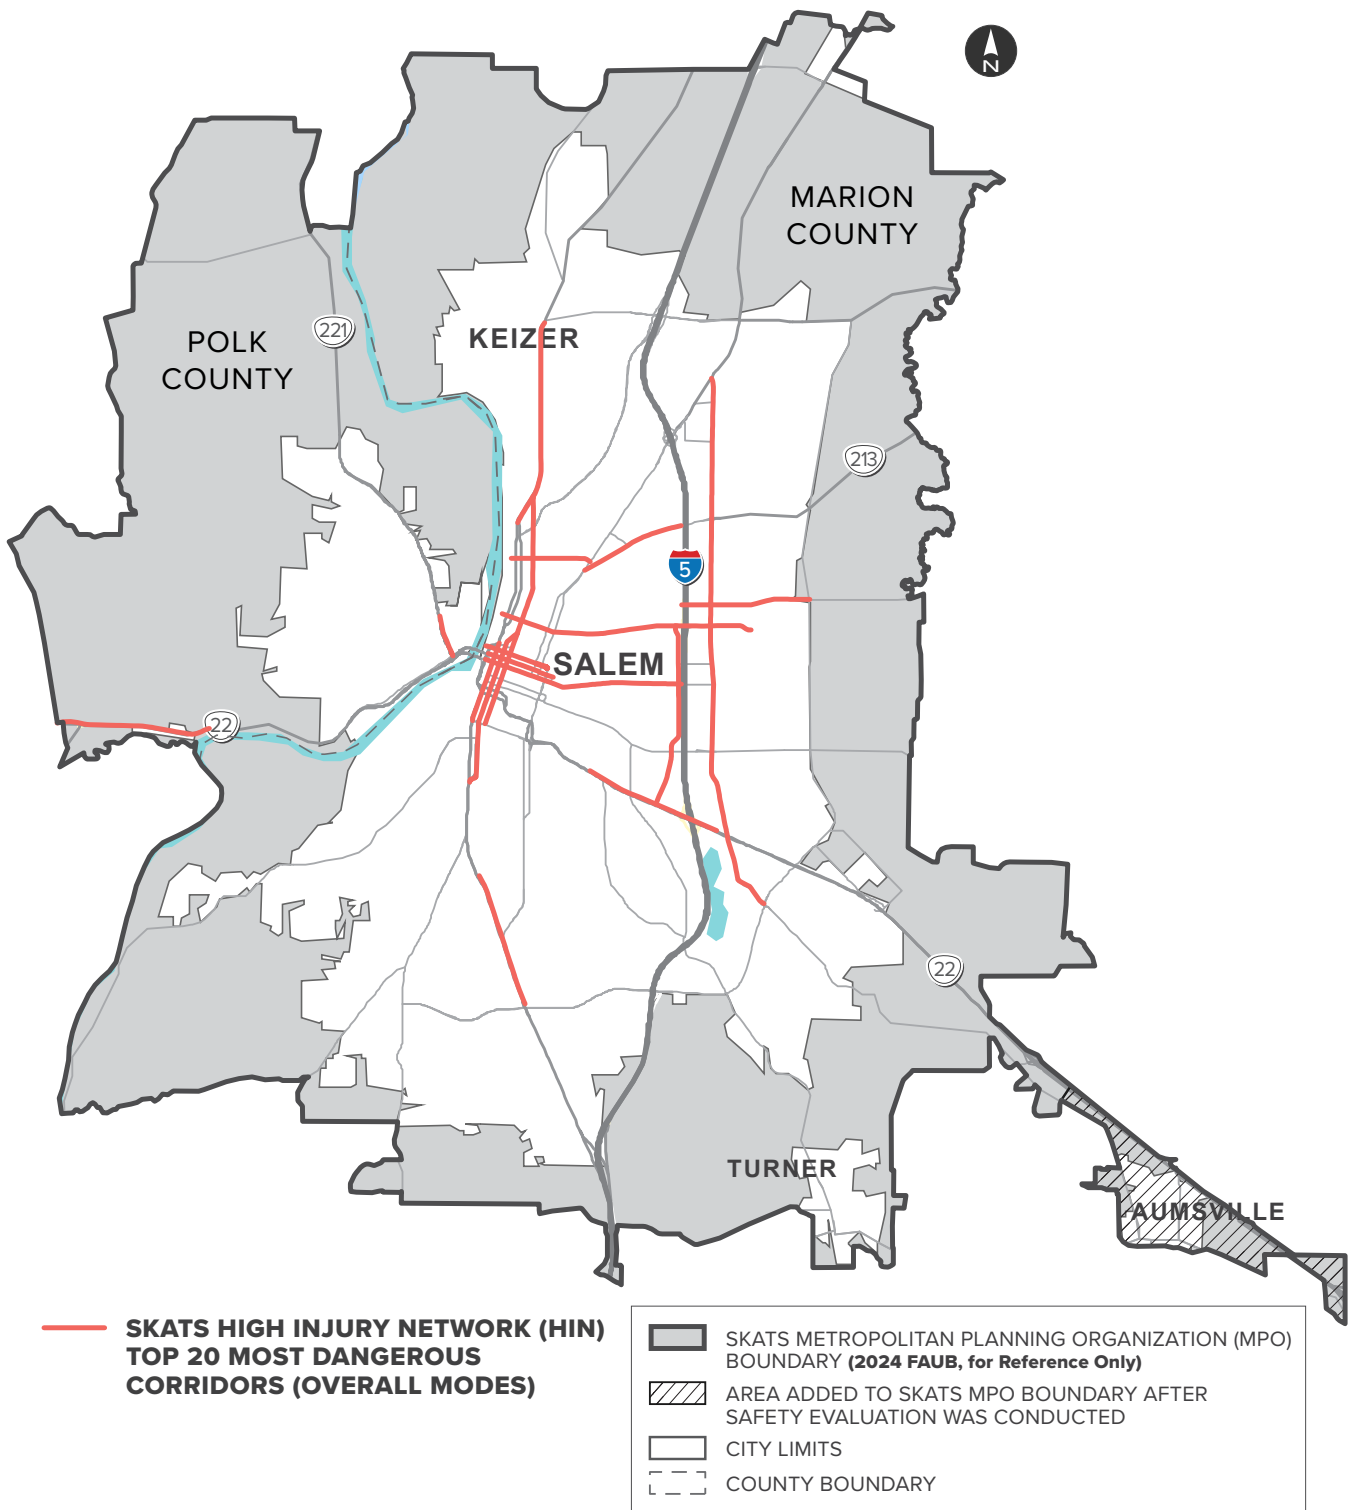 N
MARION
COUNTY
221
KEIZER
POLK
COUNTY
213
5
SALEM
22
22
TURNER
AUMSVILLE
SKATS HIGH INJURY NETWORK (HIN)
TOP 20 MOST DANGEROUS
CORRIDORS (OVERALL MODES)
SKATS METROPOLITAN PLANNING ORGANIZATION (MPO)
BOUNDARY (2024 FAUB, for Reference Only)
AREA ADDED TO SKATS MPO BOUNDARY AFTER
SAFETY EVALUATION WAS CONDUCTED
CITY LIMITS
COUNTY BOUNDARY